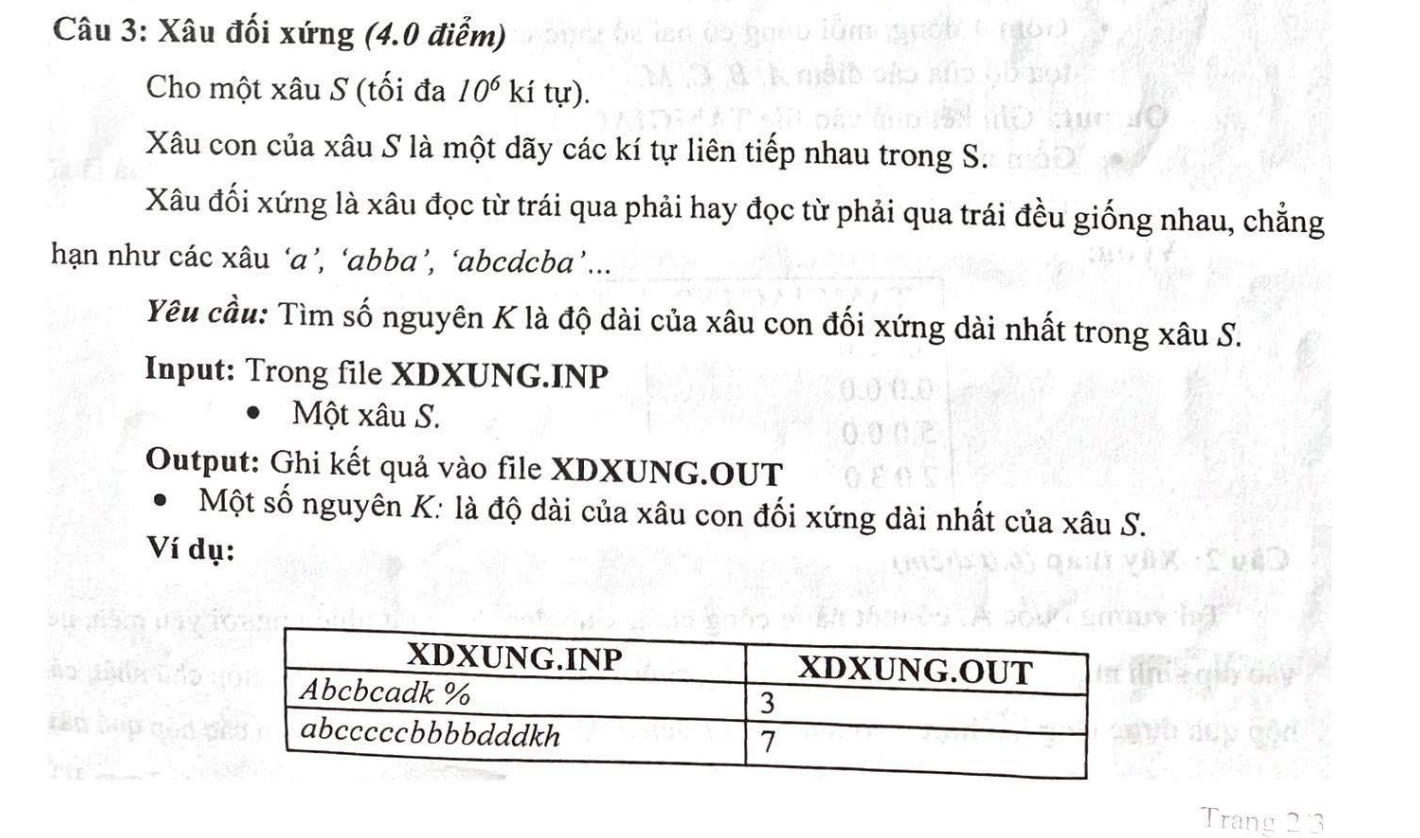 Câu 3: Xâu đối xứng (4.0 điểm)
Cho một xâu S (tối đa 10⁶ kí tự).
Xâu con của xâu S là một dãy các kí tự liên tiếp nhau trong S.
Xâu đối xứng là xâu đọc từ trái qua phải hay đọc từ phải qua trái đều giống nhau, chẳng
hạn như các xâu ‘a’, ‘abba’, ‘abcdcba’...
Yêu cầu: Tìm số nguyên K là độ dài của xâu con đối xứng dài nhất trong xâu S.
Input: Trong file XDXUNG.INP
• Một xâu S.
Output: Ghi kết quả vào file XDXUNG.OUT
• Một số nguyên K: là độ dài của xâu con đối xứng dài nhất của xâu S.
Ví dụ:
XDXUNG.INP XDXUNG.OUT
Abcbcadk % 3
abcccccbbbbdddkh 7
Trang 2/3